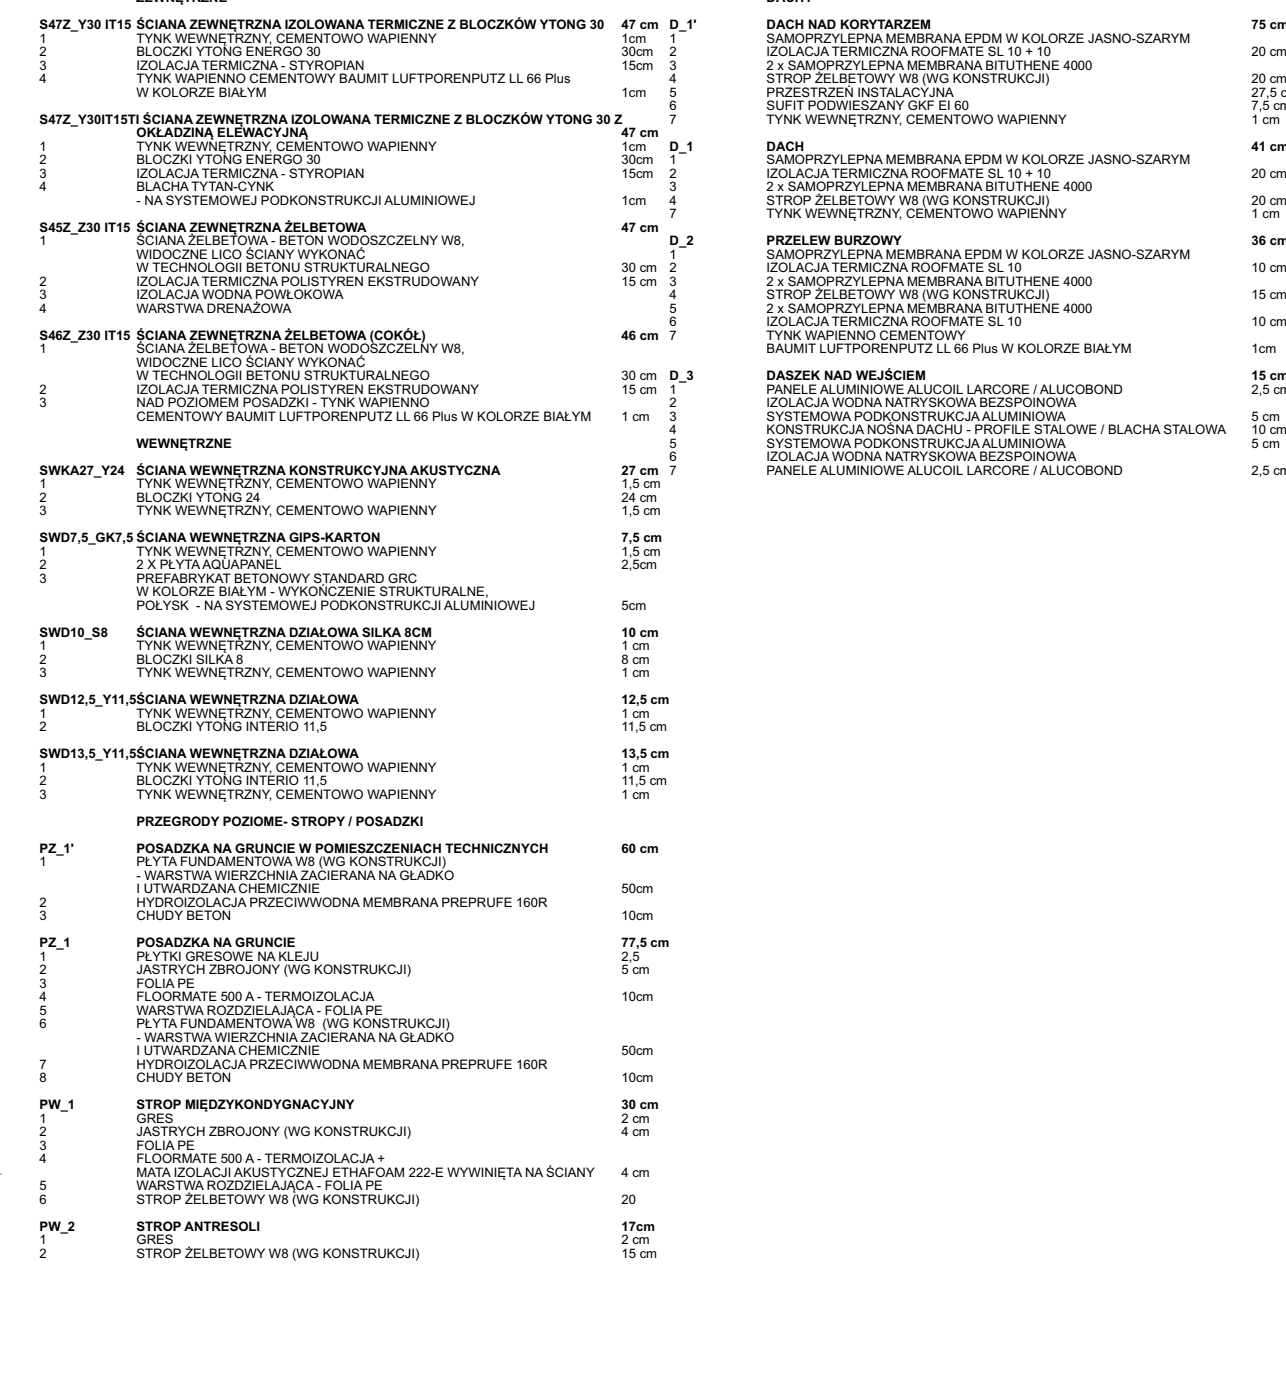 S47Z_Y30 IT15 ŚCIANA ZEWNĘTRZNA IZOLOWANA TERMICZNE Z BLOCZKÓW YTONG 30 47 cm
1 TYNK WEWNĘTRZNY, CEMENTOWO WAPIENNY 1cm
2 BLOCZKI YTONG ENERGO 30 30cm
3 IZOLACJA TERMICZNA - STYROPIAN 15cm
4 TYNK WAPIENNO CEMENTOWY BAUMIT LUFTPORENPUTZ LL 66 Plus
W KOLORZE BIAŁYM 1cm
S47Z_Y30IT15TI ŚCIANA ZEWNĘTRZNA IZOLOWANA TERMICZNE Z BLOCZKÓW YTONG 30 Z
OKŁADZINĄ ELEWACYJNĄ 47 cm
1 TYNK WEWNĘTRZNY, CEMENTOWO WAPIENNY 1cm
2 BLOCZKI YTONG ENERGO 30 30cm
3 IZOLACJA TERMICZNA - STYROPIAN 15cm
4 BLACHA TYTAN-CYNK
- NA SYSTEMOWEJ PODKONSTRUKCJI ALUMINIOWEJ 1cm
S45Z_Z30 IT15 ŚCIANA ZEWNĘTRZNA ŻELBETOWA 47 cm
1 ŚCIANA ŻELBETOWA - BETON WODOSZCZELNY W8,
WIDOCZNE LICO ŚCIANY WYKONAĆ
W TECHNOLOGII BETONU STRUKTURALNEGO 30 cm
2 IZOLACJA TERMICZNA POLISTYREN EKSTRUDOWANY 15 cm
3 IZOLACJA WODNA POWŁOKOWA
4 WARSTWA DRENAŻOWA
S46Z_Z30 IT15 ŚCIANA ZEWNĘTRZNA ŻELBETOWA (COKÓŁ) 46 cm
1 ŚCIANA ŻELBETOWA - BETON WODOSZCZELNY W8,
WIDOCZNE LICO ŚCIANY WYKONAĆ
W TECHNOLOGII BETONU STRUKTURALNEGO 30 cm
2 IZOLACJA TERMICZNA POLISTYREN EKSTRUDOWANY 15 cm
3 NAD POZIOMEM POSADZKI - TYNK WAPIENNO
CEMENTOWY BAUMIT LUFTPORENPUTZ LL 66 Plus W KOLORZE BIAŁYM 1 cm
WEWNĘTRZNE
SWKA27_Y24 ŚCIANA WEWNĘTRZNA KONSTRUKCYJNA AKUSTYCZNA 27 cm
1 TYNK WEWNĘTRZNY, CEMENTOWO WAPIENNY 1,5 cm
2 BLOCZKI YTONG 24 24 cm
3 TYNK WEWNĘTRZNY, CEMENTOWO WAPIENNY 1,5 cm
SWD7,5_GK7,5 ŚCIANA WEWNĘTRZNA GIPS-KARTON 7,5 cm
1 TYNK WEWNĘTRZNY, CEMENTOWO WAPIENNY 1,5 cm
2 2 X PŁYTA AQUAPANEL 2,5cm
3 PREFABRYKAT BETONOWY STANDARD GRC
W KOLORZE BIAŁYM - WYKOŃCZENIE STRUKTURALNE,
POŁYSK - NA SYSTEMOWEJ PODKONSTRUKCJI ALUMINIOWEJ 5cm
SWD10_S8 ŚCIANA WEWNĘTRZNA DZIAŁOWA SILKA 8CM 10 cm
1 TYNK WEWNĘTRZNY, CEMENTOWO WAPIENNY 1 cm
2 BLOCZKI SILKA 8 8 cm
3 TYNK WEWNĘTRZNY, CEMENTOWO WAPIENNY 1 cm
SWD12,5_Y11,5ŚCIANA WEWNĘTRZNA DZIAŁOWA 12,5 cm
1 TYNK WEWNĘTRZNY, CEMENTOWO WAPIENNY 1 cm
2 BLOCZKI YTONG INTERIO 11,5 11,5 cm
SWD13,5_Y11,5ŚCIANA WEWNĘTRZNA DZIAŁOWA 13,5 cm
1 TYNK WEWNĘTRZNY, CEMENTOWO WAPIENNY 1 cm
2 BLOCZKI YTONG INTERIO 11,5 11,5 cm
3 TYNK WEWNĘTRZNY, CEMENTOWO WAPIENNY 1 cm
PRZEGRODY POZIOME- STROPY / POSADZKI
PZ_1' POSADZKA NA GRUNCIE W POMIESZCZENIACH TECHNICZNYCH 60 cm
1 PŁYTA FUNDAMENTOWA W8 (WG KONSTRUKCJI)
- WARSTWA WIERZCHNIA ZACIERANA NA GŁADKO
I UTWARDZANA CHEMICZNIE 50cm
2 HYDROIZOLACJA PRZECIWWODNA MEMBRANA PREPRUFE 160R
3 CHUDY BETON 10cm
PZ_1 POSADZKA NA GRUNCIE 77,5 cm
1 PŁYTKI GRESOWE NA KLEJU 2,5
2 JASTRYCH ZBROJONY (WG KONSTRUKCJI) 5 cm
3 FOLIA PE
4 FLOORMATE 500 A - TERMOIZOLACJA 10cm
5 WARSTWA ROZDZIELAJĄCA - FOLIA PE
6 PŁYTA FUNDAMENTOWA W8 (WG KONSTRUKCJI)
- WARSTWA WIERZCHNIA ZACIERANA NA GŁADKO
I UTWARDZANA CHEMICZNIE 50cm
7 HYDROIZOLACJA PRZECIWWODNA MEMBRANA PREPRUFE 160R
8 CHUDY BETON 10cm
PW_1 STROP MIĘDZYKONDYGNACYJNY 30 cm
1 GRES 2 cm
2 JASTRYCH ZBROJONY (WG KONSTRUKCJI) 4 cm
3 FOLIA PE
4 FLOORMATE 500 A - TERMOIZOLACJA +
MATA IZOLACJI AKUSTYCZNEJ ETHAFOAM 222-E WYWINIĘTA NA ŚCIANY 4 cm
5 WARSTWA ROZDZIELAJĄCA - FOLIA PE
6 STROP ŻELBETOWY W8 (WG KONSTRUKCJI) 20
PW_2 STROP ANTRESOLI 17cm
1 GRES 2 cm
2 STROP ŻELBETOWY W8 (WG KONSTRUKCJI) 15 cm
D_1' DACH NAD KORYTARZEM 75 cm
1 SAMOPRZYLEPNA MEMBRANA EPDM W KOLORZE JASNO-SZARYM
2 IZOLACJA TERMICZNA ROOFMATE SL 10 + 10 20 cm
3 2 x SAMOPRZYLEPNA MEMBRANA BITUTHENE 4000
4 STROP ŻELBETOWY W8 (WG KONSTRUKCJI) 20 cm
5 PRZESTRZEŃ INSTALACYJNA 27,5 c
6 SUFIT PODWIESZANY GKF EI 60 7,5 cm
7 TYNK WEWNĘTRZNY, CEMENTOWO WAPIENNY 1 cm
D_1 DACH 41 cm
1 SAMOPRZYLEPNA MEMBRANA EPDM W KOLORZE JASNO-SZARYM
2 IZOLACJA TERMICZNA ROOFMATE SL 10 + 10 20 cm
3 2 x SAMOPRZYLEPNA MEMBRANA BITUTHENE 4000
4 STROP ŻELBETOWY W8 (WG KONSTRUKCJI) 20 cm
7 TYNK WEWNĘTRZNY, CEMENTOWO WAPIENNY 1 cm
D_2 PRZELEW BURZOWY 36 cm
1 SAMOPRZYLEPNA MEMBRANA EPDM W KOLORZE JASNO-SZARYM
2 IZOLACJA TERMICZNA ROOFMATE SL 10 10 cm
3 2 x SAMOPRZYLEPNA MEMBRANA BITUTHENE 4000
4 STROP ŻELBETOWY W8 (WG KONSTRUKCJI) 15 cm
5 2 x SAMOPRZYLEPNA MEMBRANA BITUTHENE 4000
6 IZOLACJA TERMICZNA ROOFMATE SL 10 10 cm
7 TYNK WAPIENNO CEMENTOWY
BAUMIT LUFTPORENPUTZ LL 66 Plus W KOLORZE BIAŁYM 1cm
D_3 DASZEK NAD WEJŚCIEM 15 cm
1 PANELE ALUMINIOWE ALUCOIL LARCORE / ALUCOBOND 2,5 cm
2 IZOLACJA WODNA NATRYSKOWA BEZSPOINOWA
3 SYSTEMOWA PODKONSTRUKCJA ALUMINIOWA 5 cm
4 KONSTRUKCJA NOŚNA DACHU - PROFILE STALOWE / BLACHA STALOWA 10 cm
5 SYSTEMOWA PODKONSTRUKCJA ALUMINIOWA 5 cm
6 IZOLACJA WODNA NATRYSKOWA BEZSPOINOWA
7 PANELE ALUMINIOWE ALUCOIL LARCORE / ALUCOBOND 2,5 cm